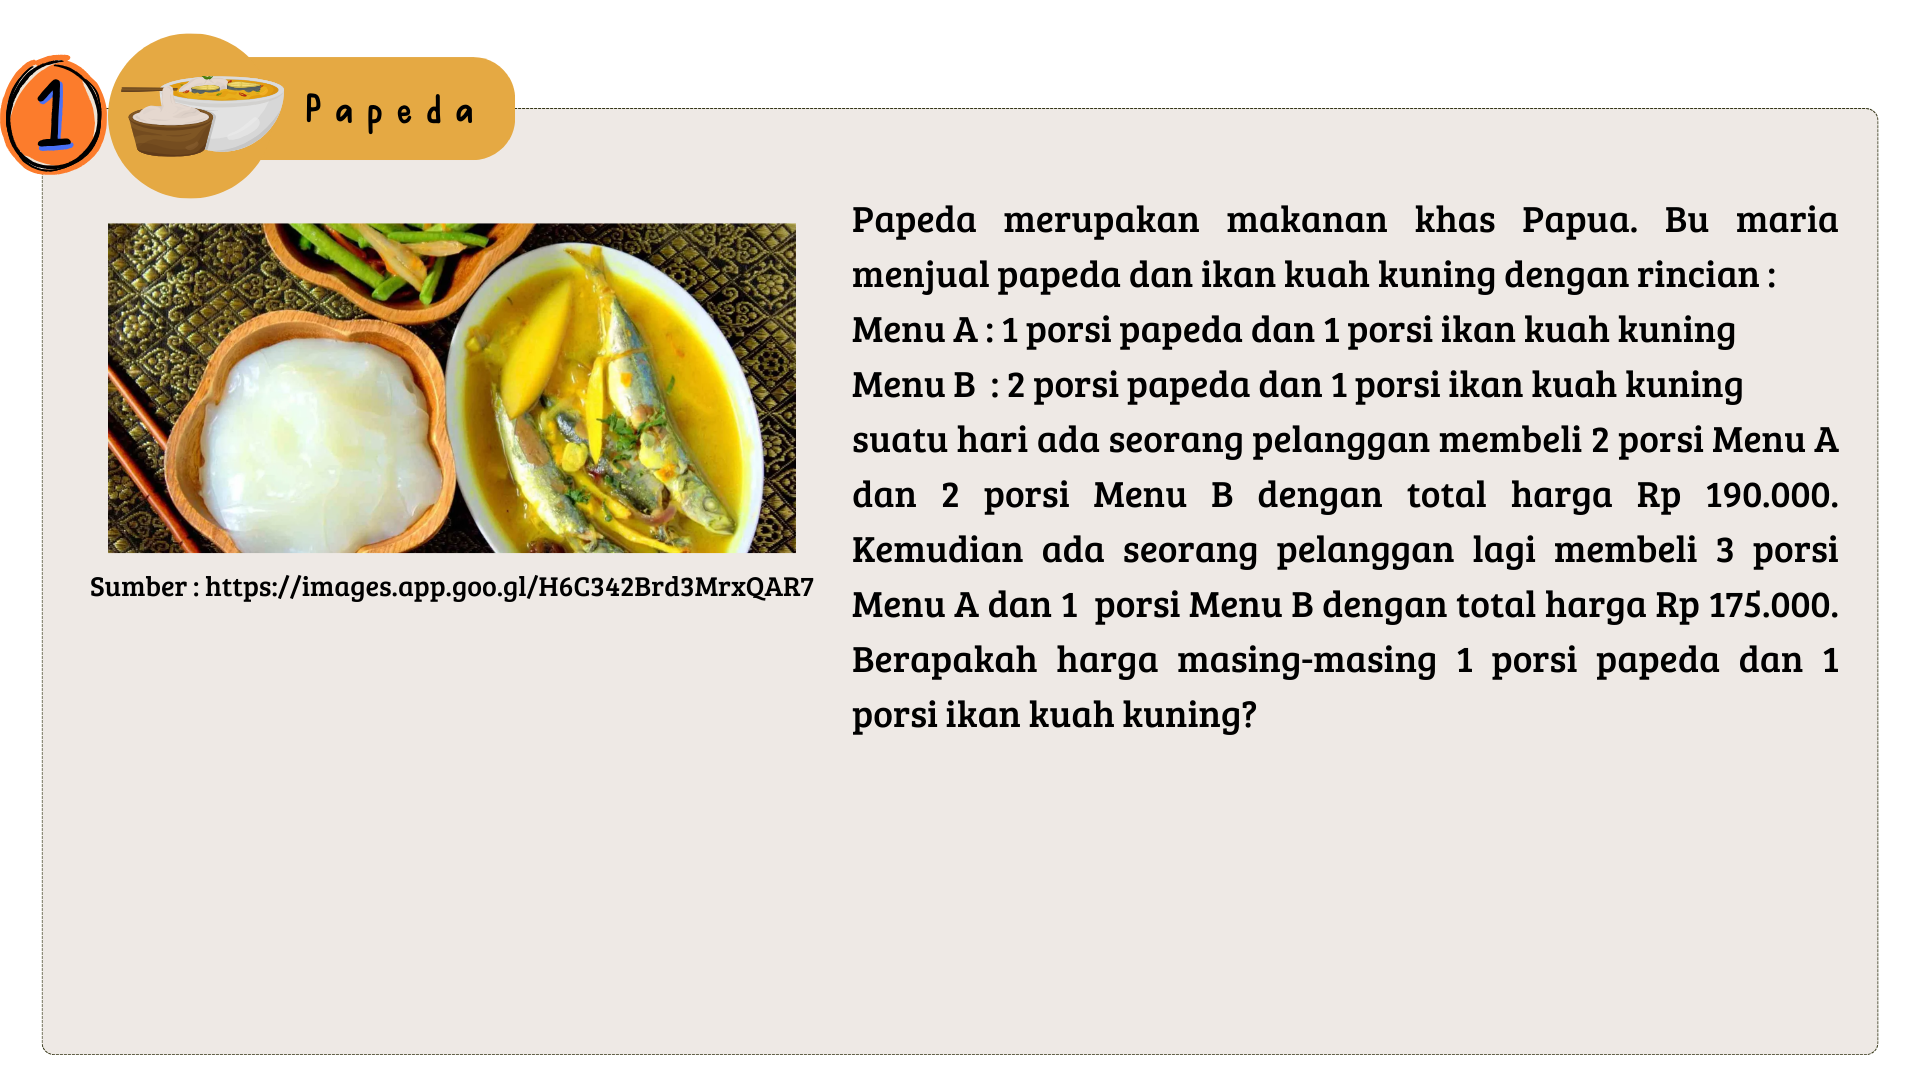 1
Papeda
Papeda merupakan makanan khas Papua. Bu maria
menjual papeda dan ikan kuah kuning dengan rincian :
Menu A : 1 porsi papeda dan 1 porsi ikan kuah kuning
Menu B : 2 porsi papeda dan 1 porsi ikan kuah kuning
suatu hari ada seorang pelanggan membeli 2 porsi Menu A
dan 2 porsi Menu B dengan total harga Rp 190.000.
Kemudian ada seorang pelanggan lagi membeli 3 porsi
Menu A dan 1 porsi Menu B dengan total harga Rp 175.000.
Berapakah harga masing-masing 1 porsi papeda dan 1
porsi ikan kuah kuning?
Sumber : https://images.app.goo.gl/H6C342Brd3MrxQAR7